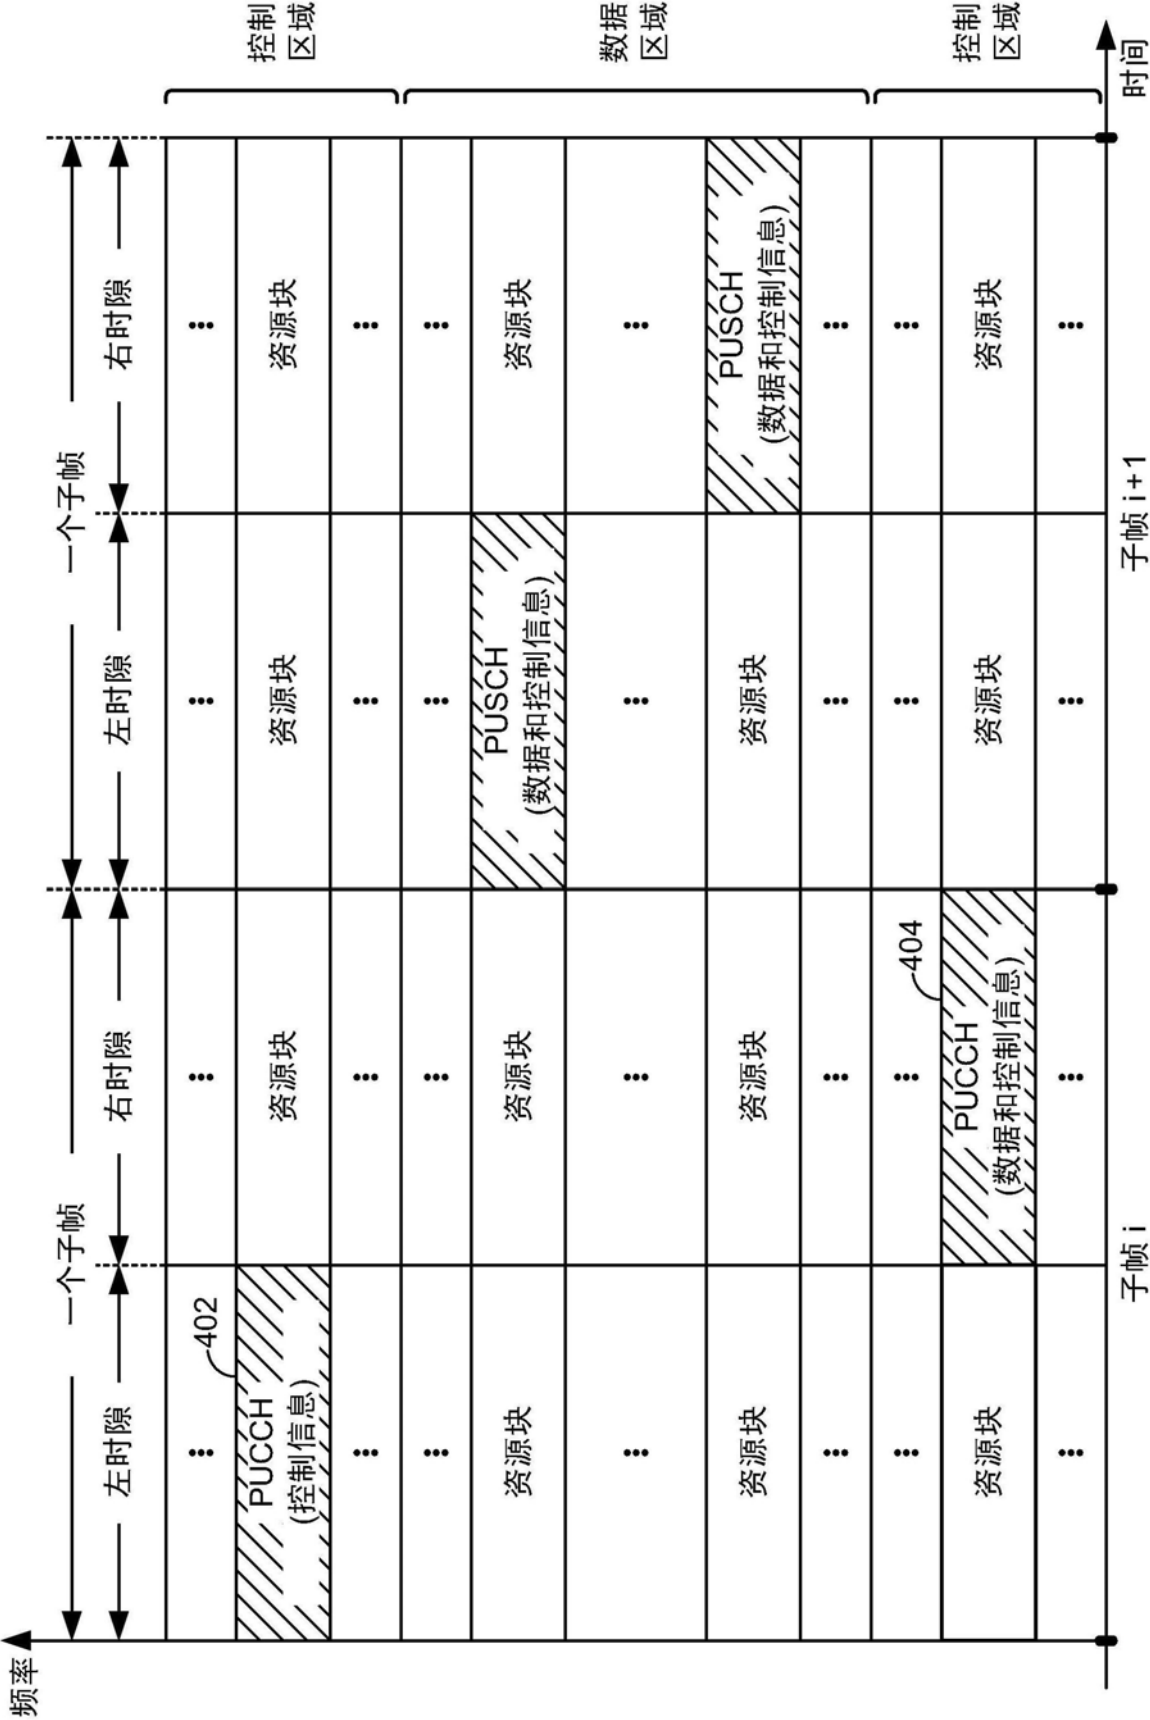 频率
一个子帧
一个子帧
左时隙
右时隙
左时隙
右时隙
402
...
...
...
...
PUCCH
(控制信息)
资源块
资源块
资源块
控制
区域
...
...
...
...
...
...
...
...
资源块
资源块
PUSCH
(数据和控制信息)
资源块
...
...
...
...
数据
区域
资源块
资源块
资源块
PUSCH
(数据和控制信息)
...
...
...
...
404
...
...
...
...
资源块
PUCCH
(数据和控制信息)
资源块
资源块
控制
区域
...
...
...
...
子帧 i
子帧 i+1
时间